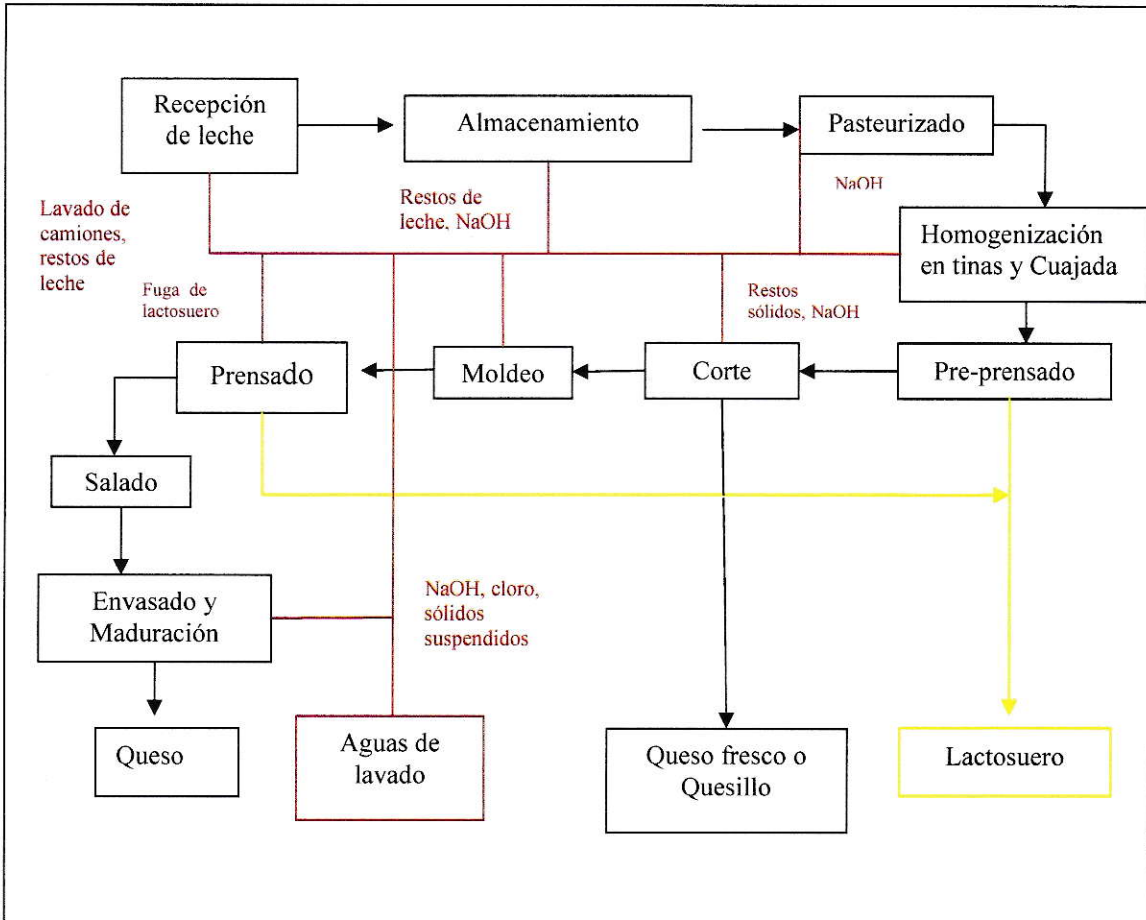 Recepción
de leche
Almacenamiento
Pasteurizado
Restos de
leche, NaOH
NaOH
Lavado de
camiones,
restos de
leche
Homogenización
en tinas y Cuajada
Fuga de
lactosuero
Restos
sólidos, NaOH
Prensado
Moldeo
Corte
Pre-prensado
Salado
Envasado y
Maduración
NaOH, cloro,
sólidos
suspendidos
Queso
Aguas de
lavado
Queso fresco o
Quesillo
Lactosuero